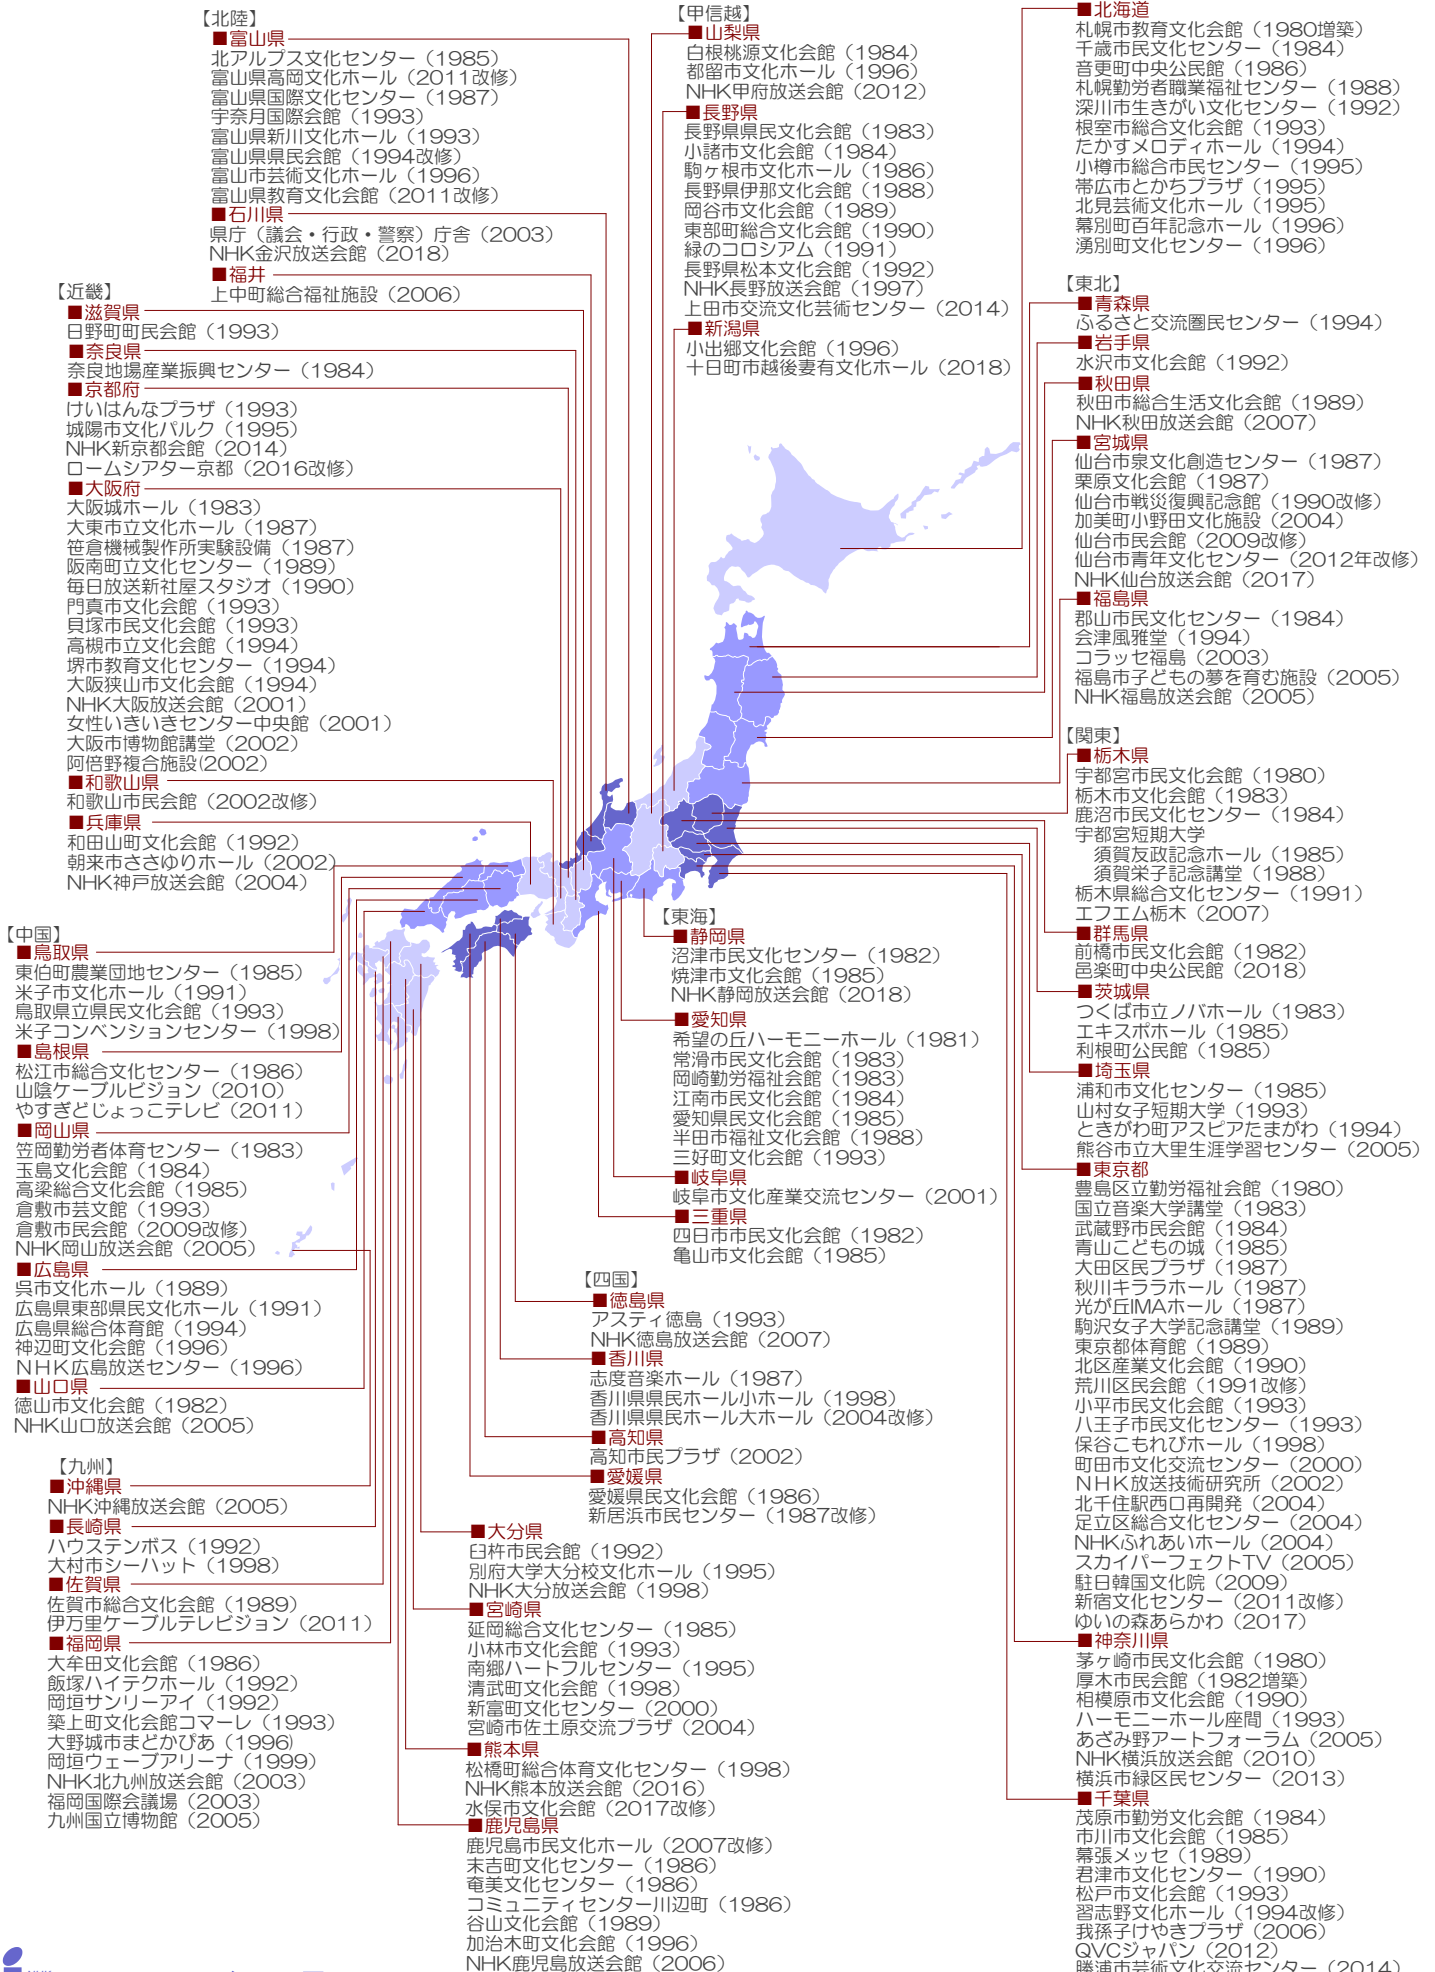 【北陸】
■富山県
北アルプス文化センター（1985）
富山県高岡文化ホール（2011改修）
富山県国際文化センター（1987）
宇奈月国際会館（1993）
富山県新川文化ホール（1993）
富山県県民会館（1994改修）
富山市芸術文化ホール（1996）
富山県教育文化会館（2011改修）
■石川県
県庁（議会・行政・警察）庁舎（2003）
NHK金沢放送会館（2018）
■福井
上中町総合福祉施設（2006）
【近畿】
■滋賀県
日野町町民会館（1993）
■奈良県
奈良地場産業振興センター（1984）
■京都府
けいはんなプラザ（1993）
城陽市文化パルク（1995）
NHK新京都会館（2014）
ロームシアター京都（2016改修）
■大阪府
大阪城ホール（1983）
大東市立文化ホール（1987）
笹倉機械製作所実験設備（1987）
阪南町立文化センター（1989）
毎日放送新社屋スタジオ（1990）
門真市文化会館（1993）
貝塚市民文化会館（1993）
高槻市立文化会館（1994）
堺市教育文化センター（1994）
大阪狭山市文化会館（1994）
NHK大阪放送会館（2001）
女性いきいきセンター中央館（2001）
大阪市博物館講堂（2002）
阿倍野複合施設(2002）
■和歌山県
和歌山市民会館（2002改修）
■兵庫県
和田山町文化会館（1992）
朝来市ささゆりホール（2002）
NHK神戸放送会館（2004）
【中国】
■鳥取県
東伯町農業団地センター（1985）
米子市文化ホール（1991）
鳥取県立県民文化会館（1993）
米子コンベンションセンター（1998）
■島根県
松江市総合文化センター（1986）
山陰ケーブルビジョン（2010）
やすぎどじょっこテレビ（2011）
■岡山県
笠岡勤労者体育センター（1983）
玉島文化会館（1984）
高梁総合文化会館（1985）
倉敷市芸文館（1993）
倉敷市民会館（2009改修）
NHK岡山放送会館（2005）
■広島県
呉市文化ホール（1989）
広島県東部県民文化ホール（1991）
広島県総合体育館（1994）
神辺町文化会館（1996）
ＮＨＫ広島放送センター（1996）
■山口県
徳山市文化会館（1982）
NHK山口放送会館（2005）
【九州】
■沖縄県
NHK沖縄放送会館（2005）
■長崎県
ハウステンボス（1992）
大村市シーハット（1998）
■佐賀県
佐賀市総合文化会館（1989）
伊万里ケーブルテレビジョン（2011）
■福岡県
大牟田文化会館（1986）
飯塚ハイテクホール（1992）
岡垣サンリーアイ（1992）
築上町文化会館コマーレ（1993）
大野城市まどかぴあ（1996）
岡垣ウェーブアリーナ（1999）
NHK北九州放送会館（2003）
福岡国際会議場（2003）
九州国立博物館（2005）
【甲信越】
■山梨県
白根桃源文化会館（1984）
都留市文化ホール（1996）
NHK甲府放送会館（2012）
■長野県
長野県県民文化会館（1983）
小諸市文化会館（1984）
駒ヶ根市文化ホール（1986）
長野県伊那文化会館（1988）
岡谷市文化会館（1989）
東部町総合文化会館（1990）
緑のコロシアム（1991）
長野県松本文化会館（1992）
NHK長野放送会館（1997）
上田市交流文化芸術センター（2014）
■新潟県
小出郷文化会館（1996）
十日町市越後妻有文化ホール（2018）
【東海】
■静岡県
沼津市民文化センター（1982）
焼津市文化会館（1985）
NHK静岡放送会館（2018）
■愛知県
希望の丘ハーモニーホール（1981）
常滑市民文化会館（1983）
岡崎勤労福祉会館（1983）
江南市民文化会館（1984）
愛知県民文化会館（1985）
半田市福祉文化会館（1988）
三好町文化会館（1993）
■岐阜県
岐阜市文化産業交流センター（2001）
■三重県
四日市市民文化会館（1982）
亀山市文化会館（1985）
【四国】
■徳島県
アスティ徳島（1993）
NHK徳島放送会館（2007）
■香川県
志度音楽ホール（1987）
香川県県民ホール小ホール（1998）
香川県県民ホール大ホール（2004改修）
■高知県
高知市民プラザ（2002）
■愛媛県
愛媛県民文化会館（1986）
新居浜市民センター（1987改修）
■大分県
臼杵市民会館（1992）
別府大学大分校文化ホール（1995）
NHK大分放送会館（1998）
■宮崎県
延岡総合文化センター（1985）
小林市文化会館（1993）
南郷ハートフルセンター（1995）
清武町文化会館（1998）
新富町文化センター（2000）
宮崎市佐土原交流プラザ（2004）
■熊本県
松橋町総合体育文化センター（1998）
NHK熊本放送会館（2016）
水俣市文化会館（2017改修）
■鹿児島県
鹿児島市民文化ホール（2007改修）
末吉町文化センター（1986）
奄美文化センター（1986）
コミュニティセンター川辺町（1986）
谷山文化会館（1989）
加治木町文化会館（1996）
NHK鹿児島放送会館（2006）
■北海道
札幌市教育文化会館（1980増築）
千歳市民文化センター（1984）
音更町中央公民館（1986）
札幌勤労者職業福祉センター（1988）
深川市生きがい文化センター（1992）
根室市総合文化会館（1993）
たかすメロディホール（1994）
小樽市総合市民センター（1995）
帯広市とかちプラザ（1995）
北見芸術文化ホール（1995）
幕別町百年記念ホール（1996）
湧別町文化センター（1996）
【東北】
■青森県
ふるさと交流圏民センター（1994）
■岩手県
水沢市文化会館（1992）
■秋田県
秋田市総合生活文化会館（1989）
NHK秋田放送会館（2007）
■宮城県
仙台市泉文化創造センター（1987）
栗原文化会館（1987）
仙台市戦災復興記念館（1990改修）
加美町小野田文化施設（2004）
仙台市民会館（2009改修）
仙台市青年文化センター（2012年改修）
NHK仙台放送会館（2017）
■福島県
郡山市民文化センター（1984）
会津風雅堂（1994）
コラッセ福島（2003）
福島市子どもの夢を育む施設（2005）
NHK福島放送会館（2005）
【関東】
■栃木県
宇都宮市民文化会館（1980）
栃木市文化会館（1983）
鹿沼市民文化センター（1984）
宇都宮短期大学
須賀友政記念ホール（1985）
須賀栄子記念講堂（1988）
栃木県総合文化センター（1991）
エフエム栃木（2007）
■群馬県
前橋市民文化会館（1982）
邑楽町中央公民館（2018）
■茨城県
つくば市立ノバホール（1983）
エキスポホール（1985）
利根町公民館（1985）
■埼玉県
浦和市文化センター（1985）
山村女子短期大学（1993）
ときがわ町アスピアたまがわ（1994）
熊谷市立大里生涯学習センター（2005）
■東京都
豊島区立勤労福祉会館（1980）
国立音楽大学講堂（1983）
武蔵野市民会館（1984）
青山こどもの城（1985）
大田区民プラザ（1987）
秋川キララホール（1987）
光が丘IMAホール（1987）
駒沢女子大学記念講堂（1989）
東京都体育館（1989）
北区産業文化会館（1990）
荒川区民会館（1991改修）
小平市民文化会館（1993）
八王子市民文化センター（1993）
保谷こもれびホール（1998）
町田市文化交流センター（2000）
ＮＨＫ放送技術研究所（2002）
北千住駅西口再開発（2004）
足立区総合文化センター（2004）
NHKふれあいホール（2004）
スカイパーフェクトTV（2005）
駐日韓国文化院（2009）
新宿文化センター（2011改修）
ゆいの森あらかわ（2017）
■神奈川県
茅ヶ崎市民文化会館（1980）
厚木市民会館（1982増築）
相模原市文化会館（1990）
ハーモニーホール座間（1993）
あざみ野アートフォーラム（2005）
NHK横浜放送会館（2010）
横浜市緑区民センター（2013）
■千葉県
茂原市勤労文化会館（1984）
市川市文化会館（1985）
幕張メッセ（1989）
君津市文化センター（1990）
松戸市文化会館（1993）
習志野文化ホール（1994改修）
我孫子けやきプラザ（2006）
QVCジャパン（2012）
勝浦市芸術文化交流センター（2014）